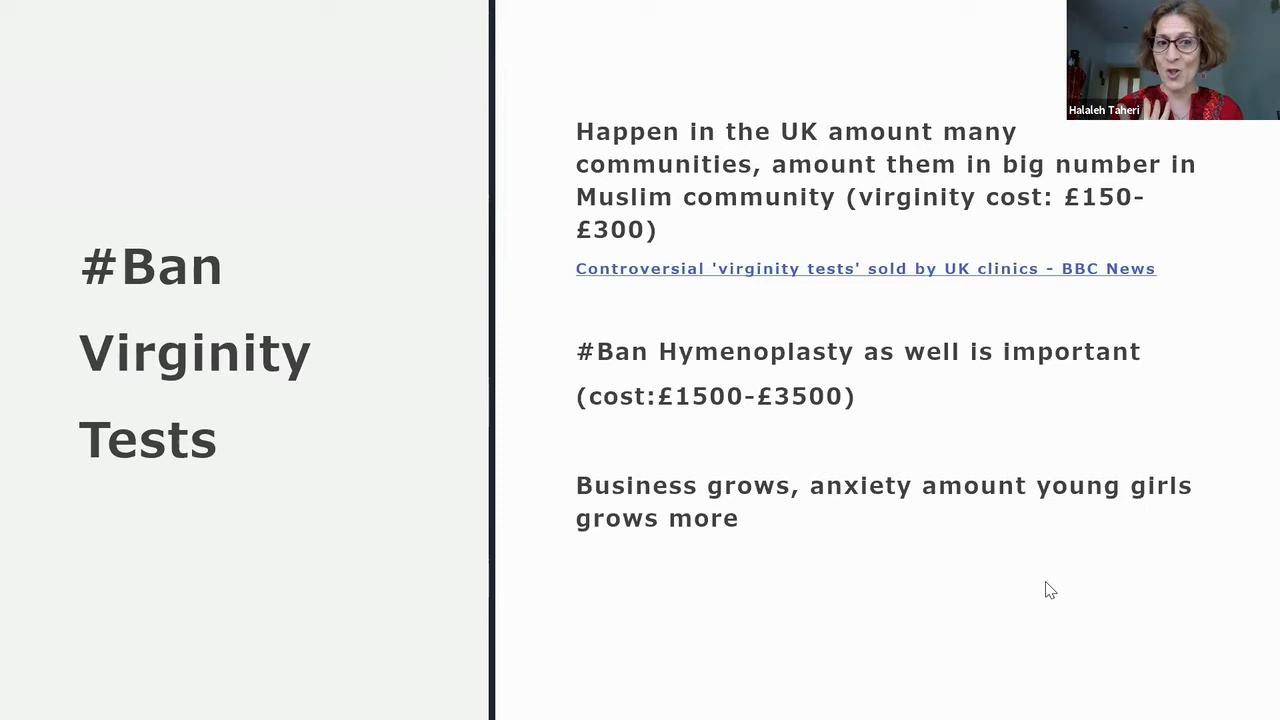 #Ban
Virginity
Tests
Happen in the UK amount many
communities, amount them in big number in
Muslim community (virginity cost: £150-
£300)
Controversial 'virginity tests' sold by UK clinics - BBC News
#Ban Hymenoplasty as well is important
(cost:£1500-£3500)
Business grows, anxiety amount young girls
grows more
Halaleh Taheri